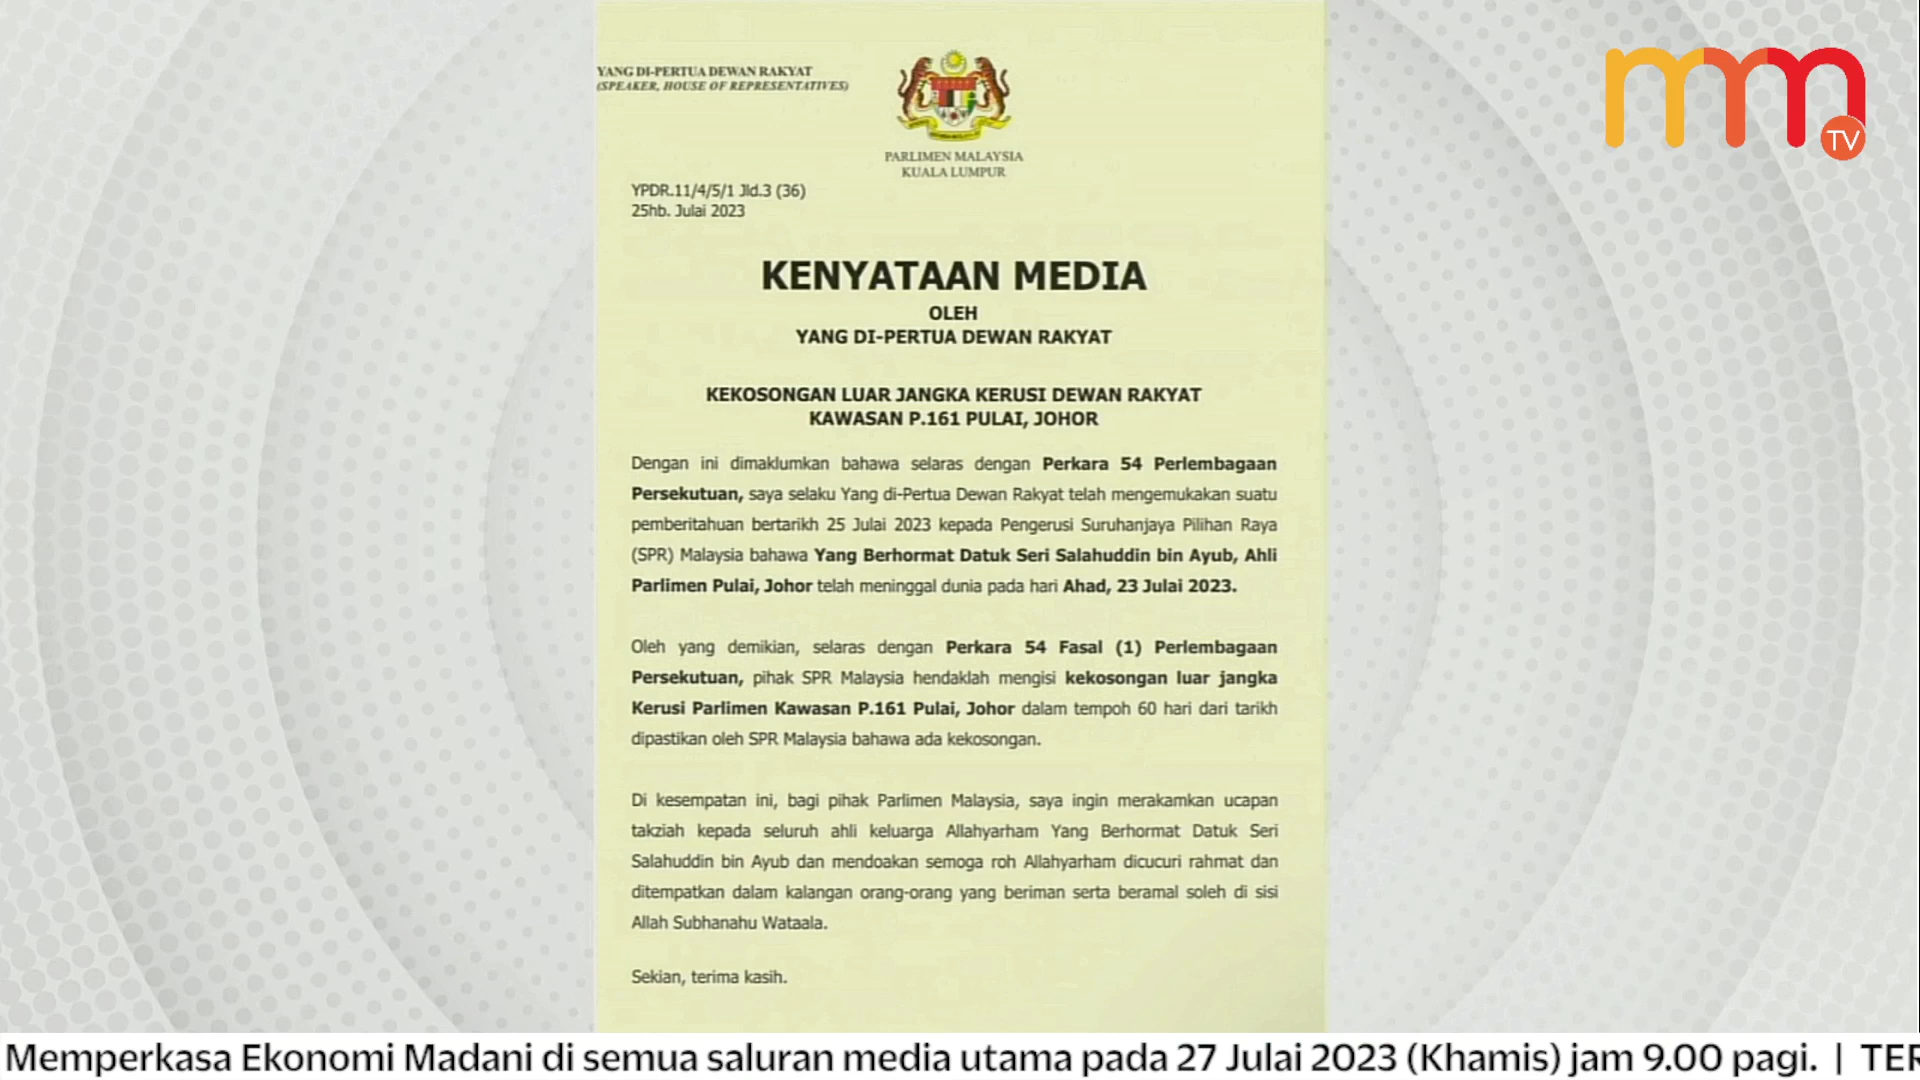 YANG DI-PERTUA DEWAN RAKYAT
(SPEAKER, HOUSE OF REPRESENTATIVES)
PARLIMEN MALAYSIA
KUALA LUMPUR
mm
TV
YPDR.11/4/5/1 Jld.3 (36)
25hb. Julai 2023
KENYATAAN MEDIA
OLEH
YANG DI-PERTUA DEWAN RAKYAT
KEKOSONGAN LUAR JANGKA KERUSI DEWAN RAKYAT
KAWASAN P.161 PULAI, JOHOR
Dengan ini dimaklumkan bahawa selaras dengan Perkara 54 Perlembagaan
Persekutuan, saya selaku Yang di-Pertua Dewan Rakyat telah mengemukakan suatu
pemberitahuan bertarikh 25 Julai 2023 kepada Pengerusi Suruhanjaya Pilihan Raya
(SPR) Malaysia bahawa Yang Berhormat Datuk Seri Salahuddin bin Ayub, Ahli
Parlimen Pulai, Johor telah meninggal dunia pada hari Ahad, 23 Julai 2023.
Oleh yang demikian, selaras dengan Perkara 54 Fasal (1) Perlembagaan
Persekutuan, pihak SPR Malaysia hendaklah mengisi kekosongan luar jangka
Kerusi Parlimen Kawasan P.161 Pulai, Johor dalam tempoh 60 hari dari tarikh
dipastikan oleh SPR Malaysia bahawa ada kekosongan.
Di kesempatan ini, bagi pihak Parlimen Malaysia, saya ingin merakamkan ucapan
takziah kepada seluruh ahli keluarga Allahyarham Yang Berhormat Datuk Seri
Salahuddin bin Ayub dan mendoakan semoga roh Allahyarham dicucuri rahmat dan
ditempatkan dalam kalangan orang-orang yang beriman serta beramal soleh di sisi
Allah Subhanahu Wataala.
Sekian, terima kasih.
Memperkasa Ekonomi Madani di semua saluran media utama pada 27 Julai 2023 (Khamis) jam 9.00 pagi. | TER